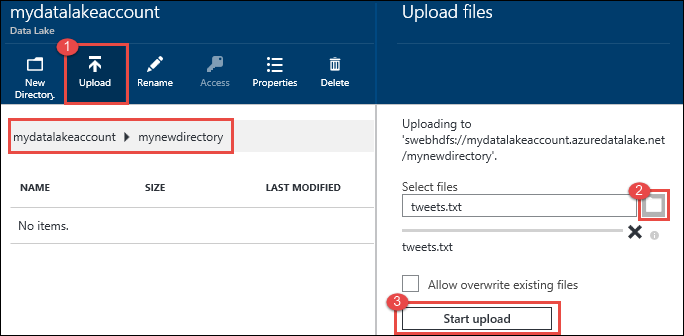 mydatalakeaccount
Data Lake
1
New Directory.
Upload
Rename
Access
Properties
Delete
mydatalakeaccount mynewdirectory
NAME SIZE LAST MODIFIED
No items.
Upload files
Uploading to
'swebhdfs://mydatalakeaccount.azuredatalake.net
/mynewdirectory'.
Select files
2
tweets.txt
tweets.txt
Allow overwrite existing files
3
Start upload